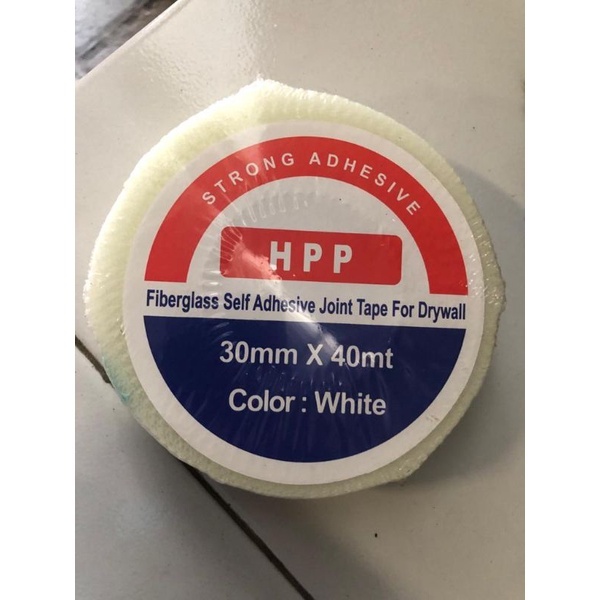 STRONG ADHESIVE
HPP
Fiberglass Self Adhesive Joint Tape For Drywall
30mm X 40mt
Color : White